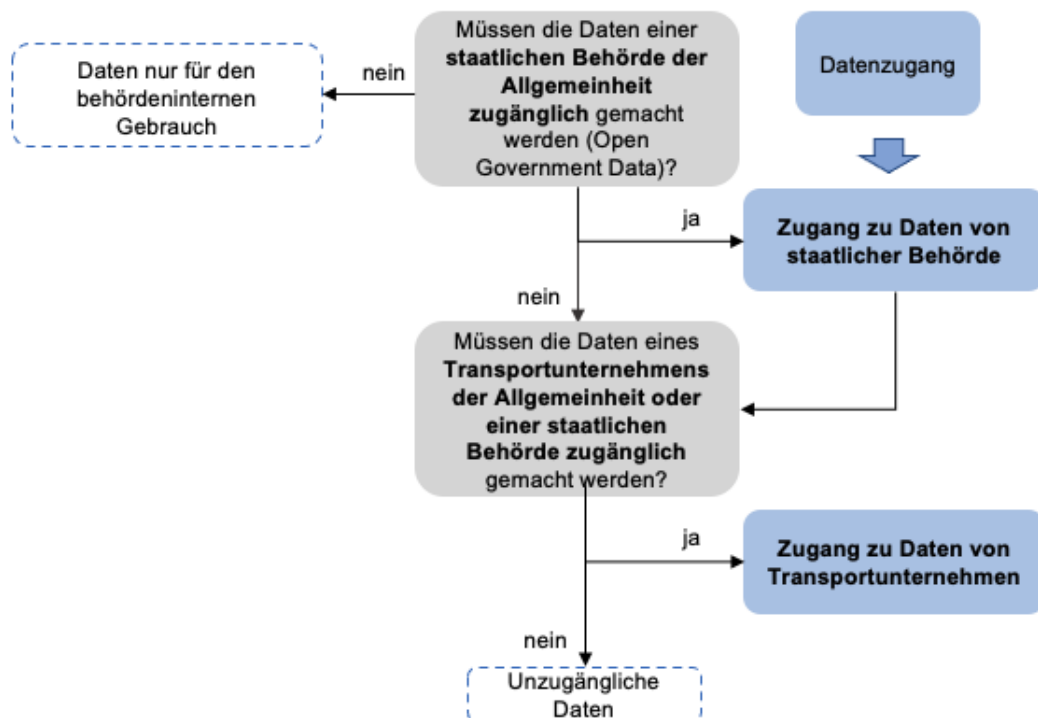 Müssen die Daten einer
staatlichen Behörde der
Allgemeinheit
zugänglich gemacht
werden (Open
Government Data)?
nein
Daten nur für den
behördeninternen
Gebrauch
Datenzugang
ja
Zugang zu Daten von
staatlicher Behörde
nein
Müssen die Daten eines
Transportunternehmens
der Allgemeinheit oder
einer staatlichen
Behörde zugänglich
gemacht werden?
ja
Zugang zu Daten von
Transportunternehmen
nein
Unzugängliche
Daten